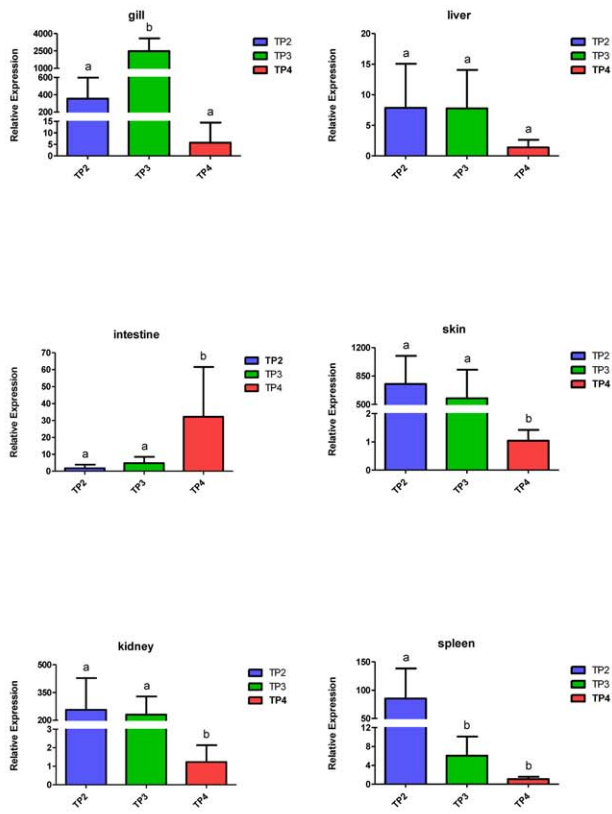 gill
Relative Expression
4000
2500
1000
600
400
200
15
10
5
0
a
b
a
TP2
TP3
TP4
TP2
TP3
TP4
liver
Relative Expression
20
15
10
5
0
a
a
a
TP2
TP3
TP4
TP2
TP3
TP4
intestine
Relative Expression
70
60
50
40
30
20
10
0
a
a
b
TP2
TP3
TP4
TP2
TP3
TP4
skin
Relative Expression
1200
850
500
2
1
0
a
a
b
TP2
TP3
TP4
TP2
TP3
TP4
kidney
Relative Expression
500
350
200
3
2
1
0
a
a
b
TP2
TP3
TP4
TP2
TP3
TP4
spleen
Relative Expression
150
100
50
12
8
4
0
a
b
b
TP2
TP3
TP4
TP2
TP3
TP4